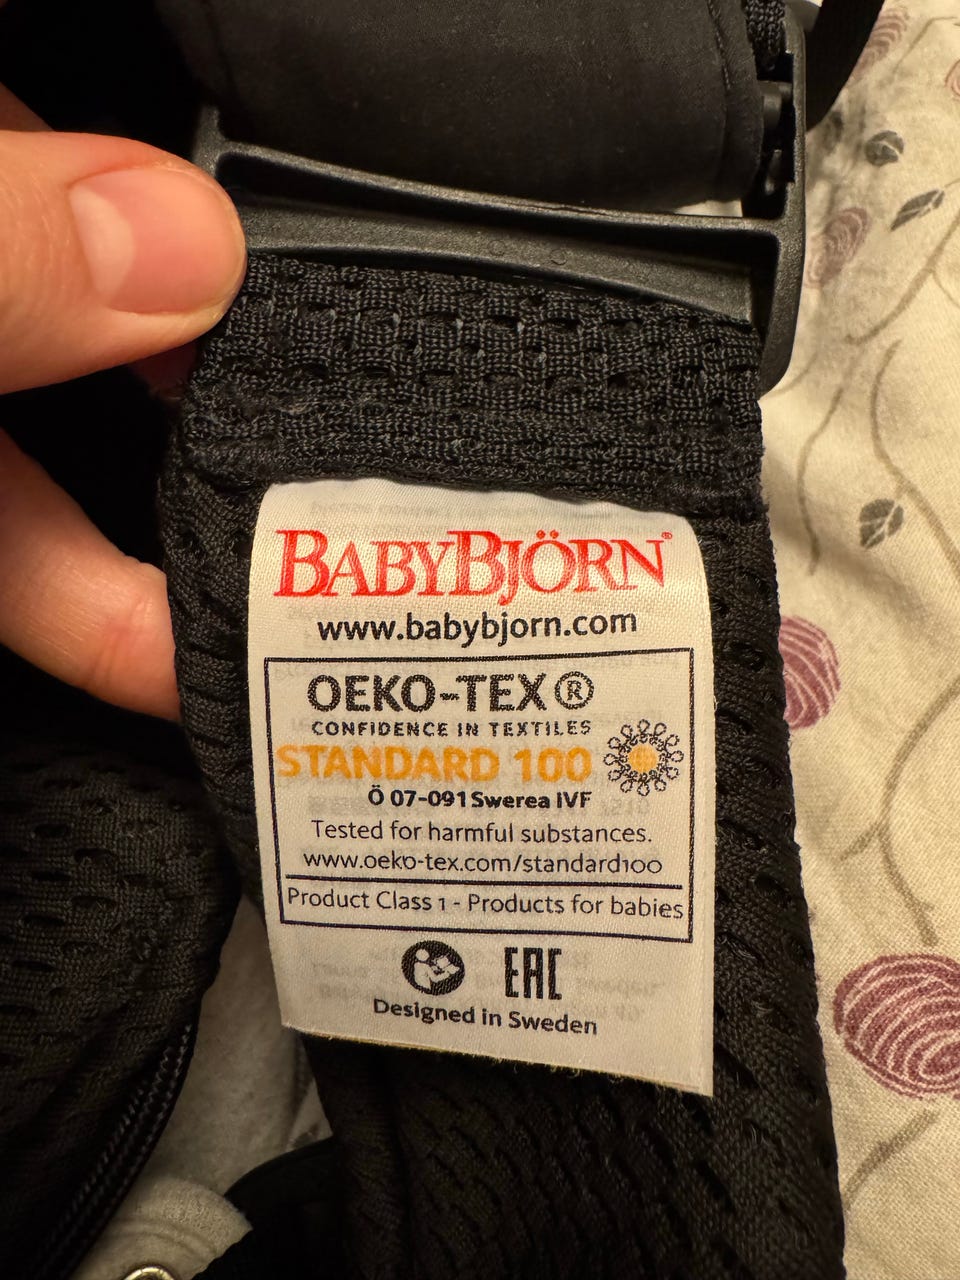 BABYBJÖRN®
www.babybjorn.com
OEKO-TEX®
CONFIDENCE IN TEXTILES
STANDARD 100
Ö 07-091 Swerea IVF
Tested for harmful substances.
www.oeko-tex.com/standard100
Product Class 1 - Products for babies
EAC
Designed in Sweden